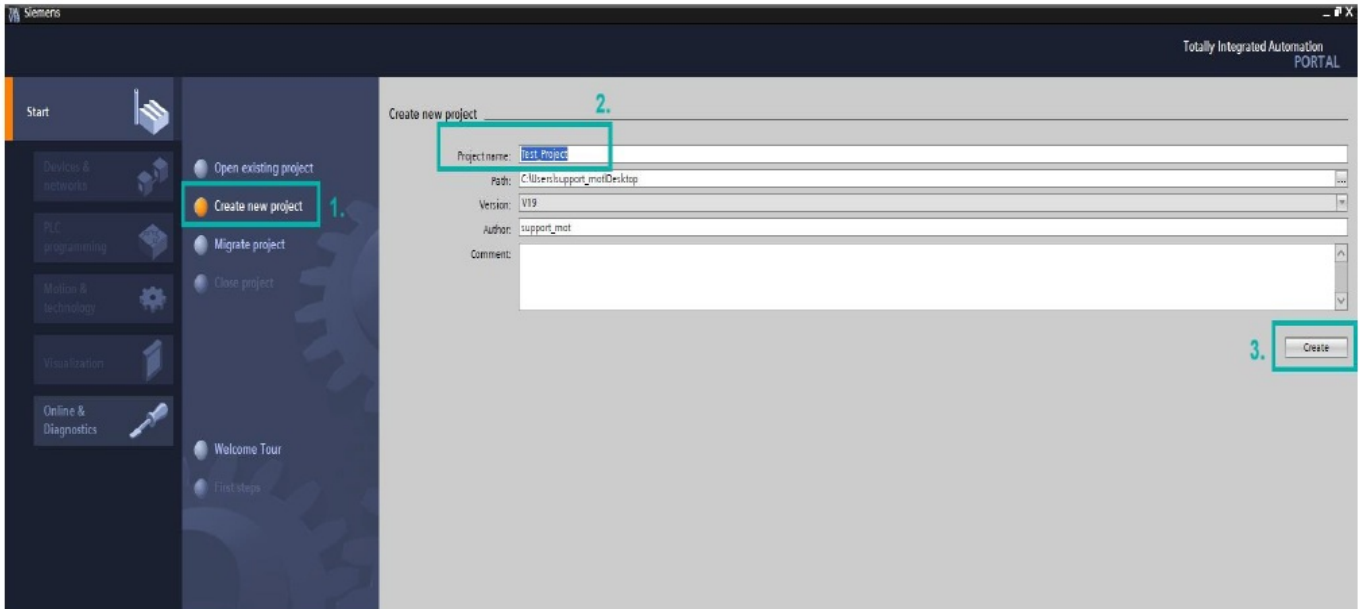 Siemens
Totally Integrated Automation
PORTAL
Start
Devices &
networks
PLC
programming
Motion &
technology
Visualization
Online &
Diagnostics
Open existing project
Create new project
1.
Migrate project
Close project
Welcome Tour
First steps
Create new project
2.
Project name: Test_Project
Path: C:\Users\support_mot\Desktop
...
Version: V19
Author: support_mot
Comment:
3.
Create